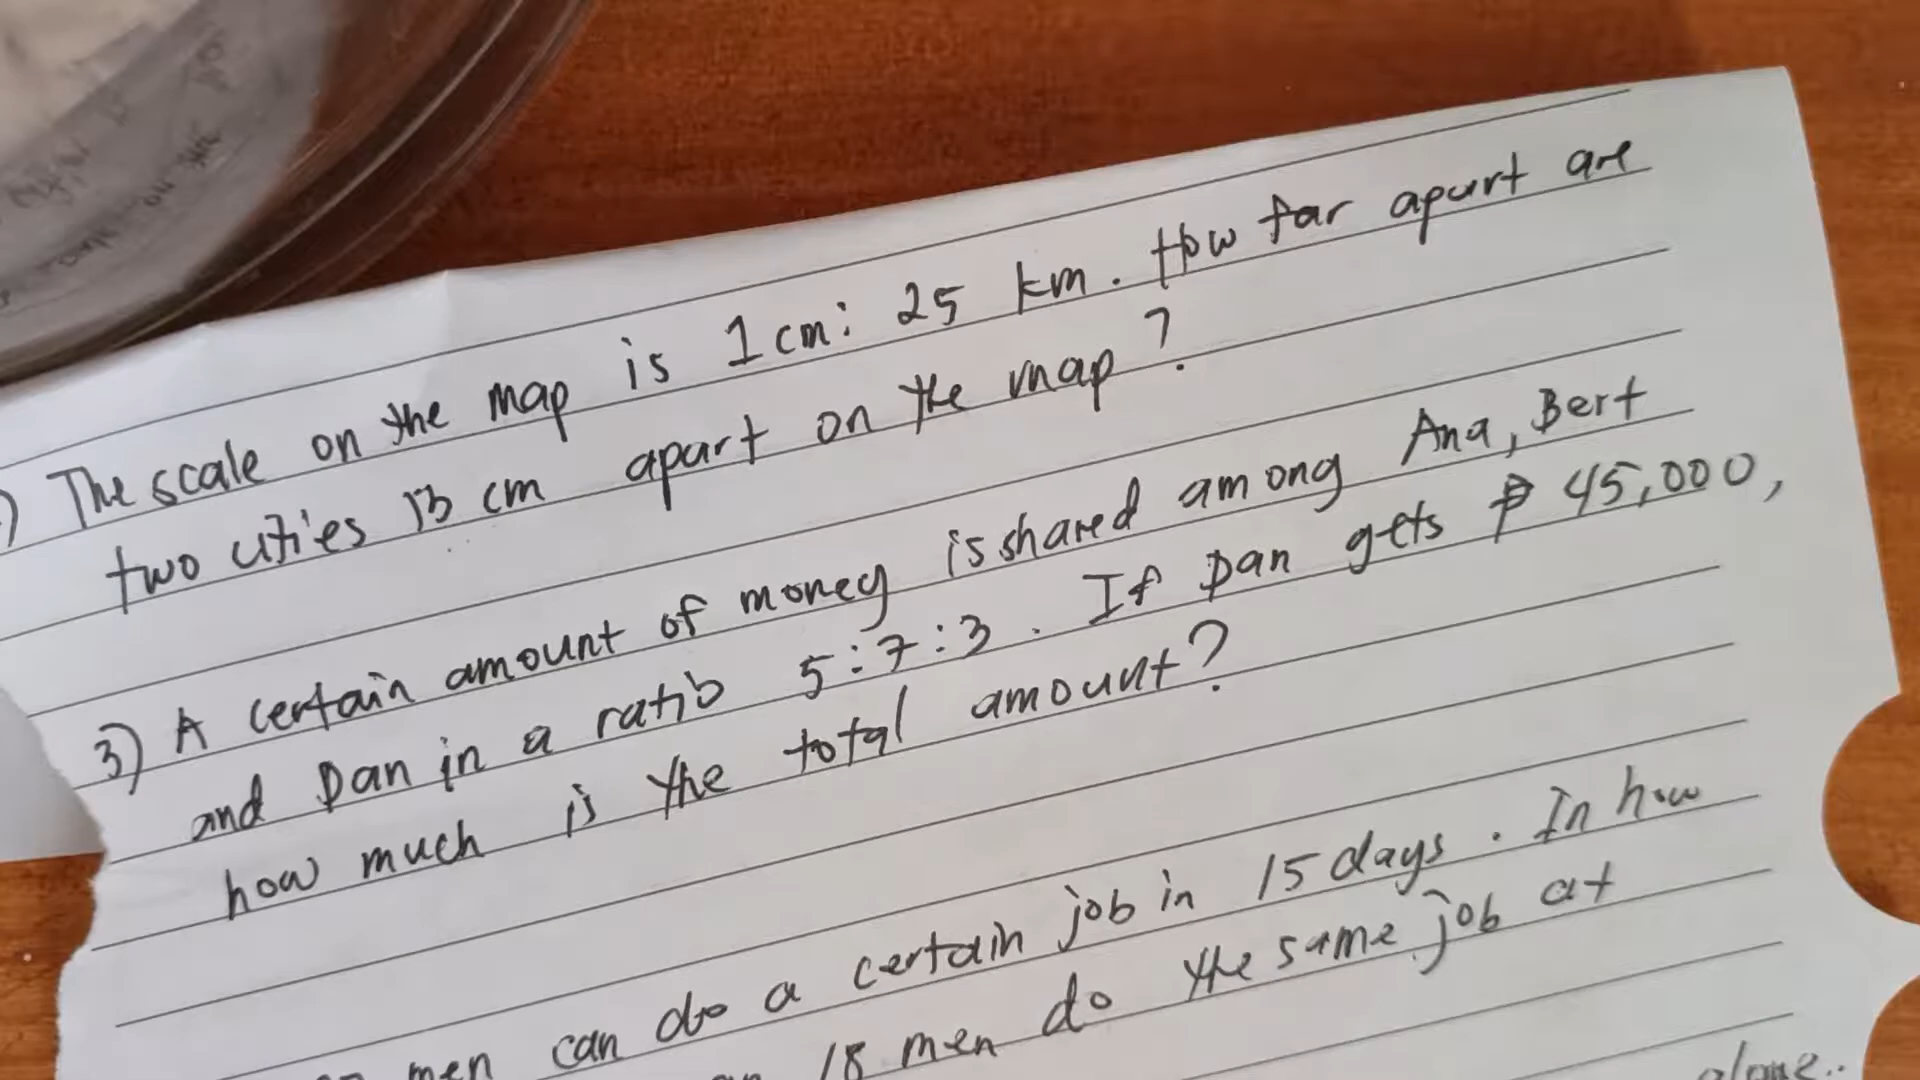 ) The scale on the map is 1 cm: 25 km. How far apart are
two cities 13 cm apart on the map?
3) A certain amount of money is shared among Ana, Bert
and Dan in a ratio 5:7:3. If Dan gets ₱ 45,000,
how much is the total amount?
men can do a certain job in 15 days. In how
18 men do the same job at
alone..